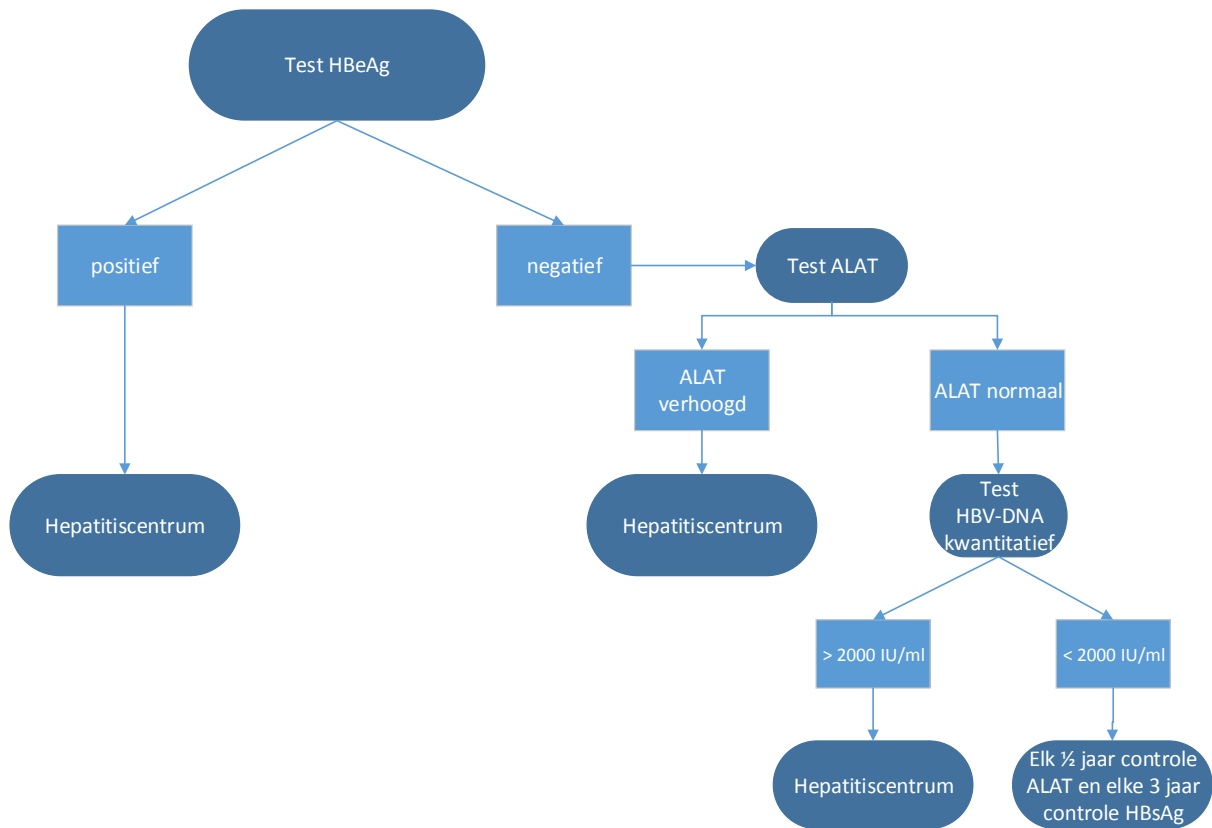 Test HBeAg
positief
negatief
Test ALAT
ALAT
verhoogd
ALAT normaal
Hepatitiscentrum
Hepatitiscentrum
Test
HBV-DNA
kwantitatief
> 2000 IU/ml
< 2000 IU/ml
Hepatitiscentrum
Elk ½ jaar controle
ALAT en elke 3 jaar
controle HBsAg